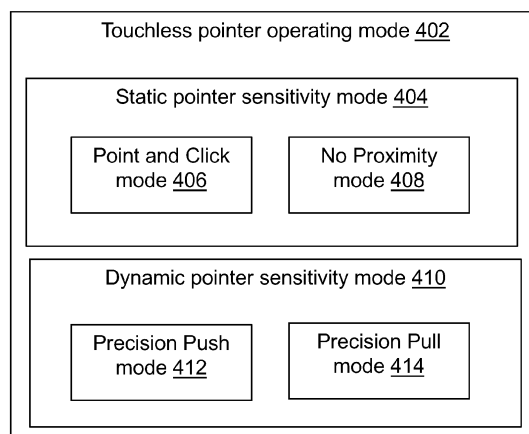 Touchless pointer operating mode 402
Static pointer sensitivity mode 404
Point and Click
mode 406
No Proximity
mode 408
Dynamic pointer sensitivity mode 410
Precision Push
mode 412
Precision Pull
mode 414